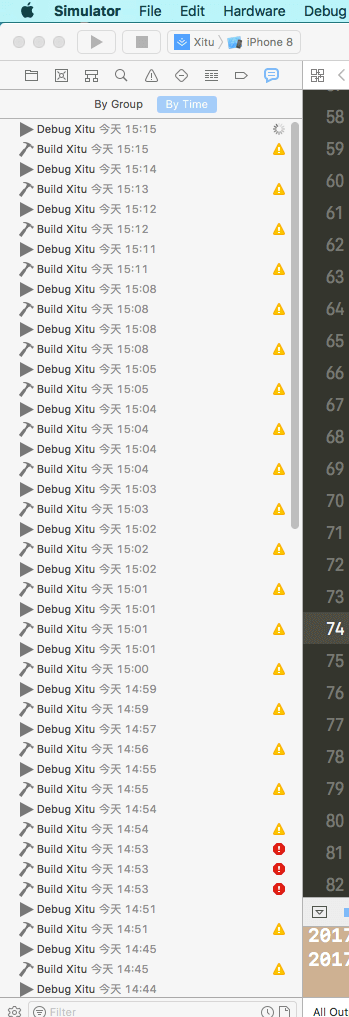 Simulator File Edit Hardware Debug
Xitu iPhone 8
By Group By Time
Debug Xitu 今天 15:15
Build Xitu 今天 15:15
Debug Xitu 今天 15:14
Build Xitu 今天 15:13
Debug Xitu 今天 15:12
Build Xitu 今天 15:12
Debug Xitu 今天 15:11
Build Xitu 今天 15:11
Debug Xitu 今天 15:08
Build Xitu 今天 15:08
Debug Xitu 今天 15:08
Build Xitu 今天 15:08
Debug Xitu 今天 15:05
Build Xitu 今天 15:05
Debug Xitu 今天 15:04
Build Xitu 今天 15:04
Debug Xitu 今天 15:04
Build Xitu 今天 15:04
Debug Xitu 今天 15:03
Build Xitu 今天 15:03
Debug Xitu 今天 15:02
Build Xitu 今天 15:02
Debug Xitu 今天 15:02
Build Xitu 今天 15:01
Debug Xitu 今天 15:01
Build Xitu 今天 15:01
Debug Xitu 今天 15:01
Build Xitu 今天 15:00
Debug Xitu 今天 14:59
Build Xitu 今天 14:59
Debug Xitu 今天 14:57
Build Xitu 今天 14:56
Debug Xitu 今天 14:55
Build Xitu 今天 14:55
Debug Xitu 今天 14:54
Build Xitu 今天 14:54
Build Xitu 今天 14:53
Build Xitu 今天 14:53
Build Xitu 今天 14:53
Debug Xitu 今天 14:51
Build Xitu 今天 14:51
Debug Xitu 今天 14:45
Build Xitu 今天 14:45
Debug Xitu 今天 14:44
Filter
58
59
60
61
62
63
64
65
66
67
68
69
70
71
72
73
74
75
76
77
78
79
80
81
82
2017
2017
All Out